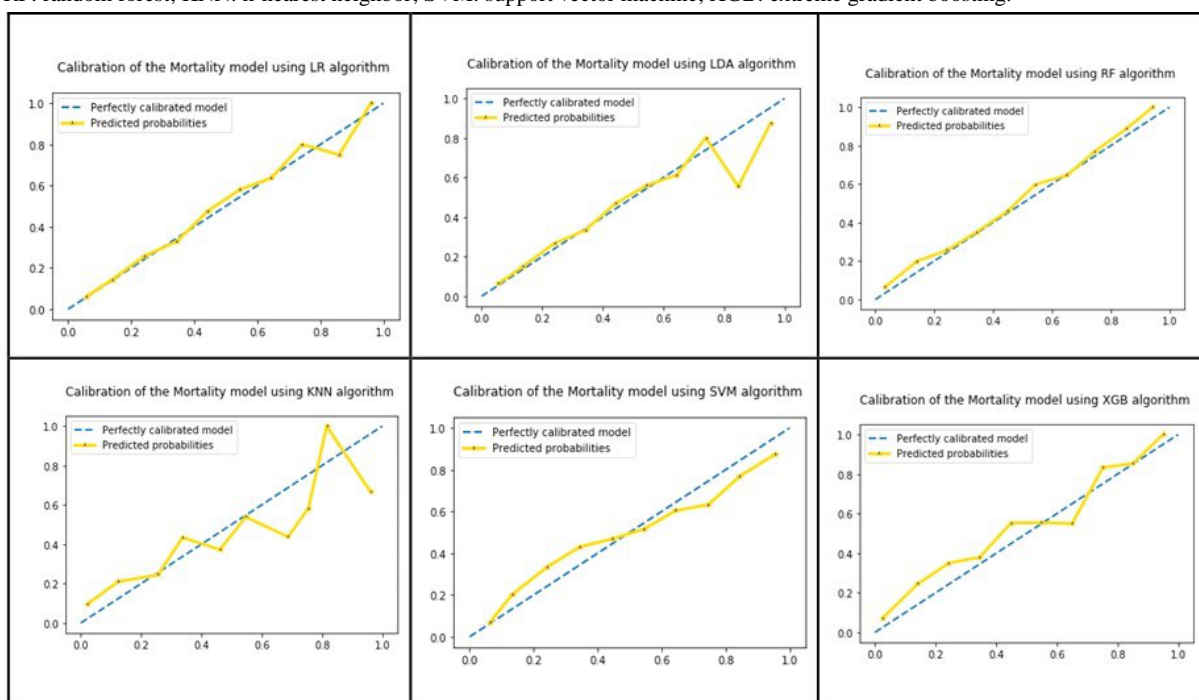 RF: random forest; KNN: k-nearest neighbor; SVM: support vector machine; XGB: extreme gradient boosting.
Calibration of the Mortality model using LR algorithm
Perfectly calibrated model
Predicted probabilities
1.0
0.8
0.6
0.4
0.2
0.0
0.0 0.2 0.4 0.6 0.8 1.0
Calibration of the Mortality model using LDA algorithm
Perfectly calibrated model
Predicted probabilities
1.0
0.8
0.6
0.4
0.2
0.0
0.0 0.2 0.4 0.6 0.8 1.0
Calibration of the Mortality model using RF algorithm
Perfectly calibrated model
Predicted probabilities
1.0
0.8
0.6
0.4
0.2
0.0
0.0 0.2 0.4 0.6 0.8 1.0
Calibration of the Mortality model using KNN algorithm
Perfectly calibrated model
Predicted probabilities
1.0
0.8
0.6
0.4
0.2
0.0
0.0 0.2 0.4 0.6 0.8 1.0
Calibration of the Mortality model using SVM algorithm
Perfectly calibrated model
Predicted probabilities
1.0
0.8
0.6
0.4
0.2
0.0
0.0 0.2 0.4 0.6 0.8 1.0
Calibration of the Mortality model using XGB algorithm
Perfectly calibrated model
Predicted probabilities
1.0
0.8
0.6
0.4
0.2
0.0
0.0 0.2 0.4 0.6 0.8 1.0